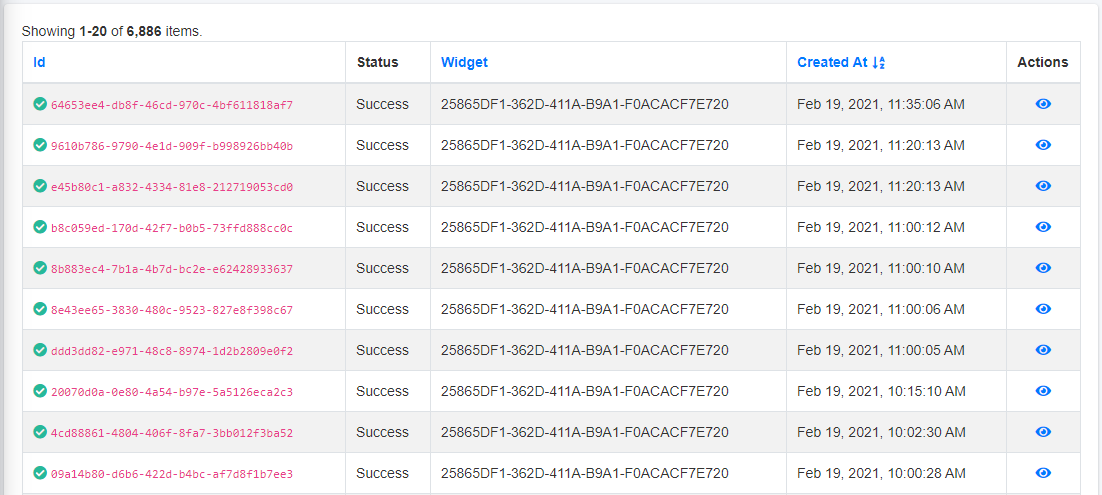 Showing 1-20 of 6,886 items.
Id Status Widget Created At Actions
64653ee4-db8f-46cd-970c-4bf611818af7 Success 25865DF1-362D-411A-B9A1-F0ACACF7E720 Feb 19, 2021, 11:35:06 AM
9610b786-9790-4e1d-909f-b998926bb40b Success 25865DF1-362D-411A-B9A1-F0ACACF7E720 Feb 19, 2021, 11:20:13 AM
e45b80c1-a832-4334-81e8-212719053cd0 Success 25865DF1-362D-411A-B9A1-F0ACACF7E720 Feb 19, 2021, 11:20:13 AM
b8c059ed-170d-42f7-b0b5-73ffd888cc0c Success 25865DF1-362D-411A-B9A1-F0ACACF7E720 Feb 19, 2021, 11:00:12 AM
8b883ec4-7b1a-4b7d-bc2e-e62428933637 Success 25865DF1-362D-411A-B9A1-F0ACACF7E720 Feb 19, 2021, 11:00:10 AM
8e43ee65-3830-480c-9523-827e8f398c67 Success 25865DF1-362D-411A-B9A1-F0ACACF7E720 Feb 19, 2021, 11:00:06 AM
ddd3dd82-e971-48c8-8974-1d2b2809e0f2 Success 25865DF1-362D-411A-B9A1-F0ACACF7E720 Feb 19, 2021, 11:00:05 AM
20070d0a-0e80-4a54-b97e-5a5126eca2c3 Success 25865DF1-362D-411A-B9A1-F0ACACF7E720 Feb 19, 2021, 10:15:10 AM
4cd88861-4804-406f-8fa7-3bb012f3ba52 Success 25865DF1-362D-411A-B9A1-F0ACACF7E720 Feb 19, 2021, 10:02:30 AM
09a14b80-d6b6-422d-b4bc-af7d8f1b7ee3 Success 25865DF1-362D-411A-B9A1-F0ACACF7E720 Feb 19, 2021, 10:00:28 AM